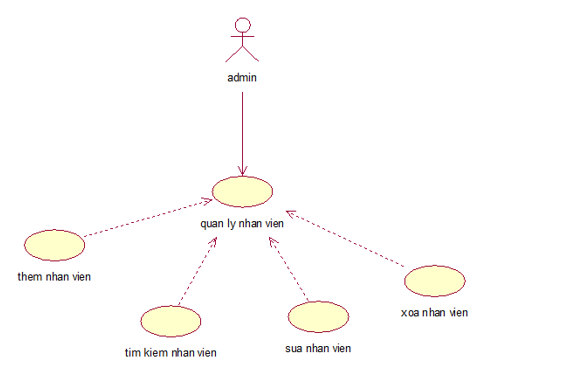 admin
quan ly nhan vien
them nhan vien
xoa nhan vien
tim kiem nhan vien
sua nhan vien